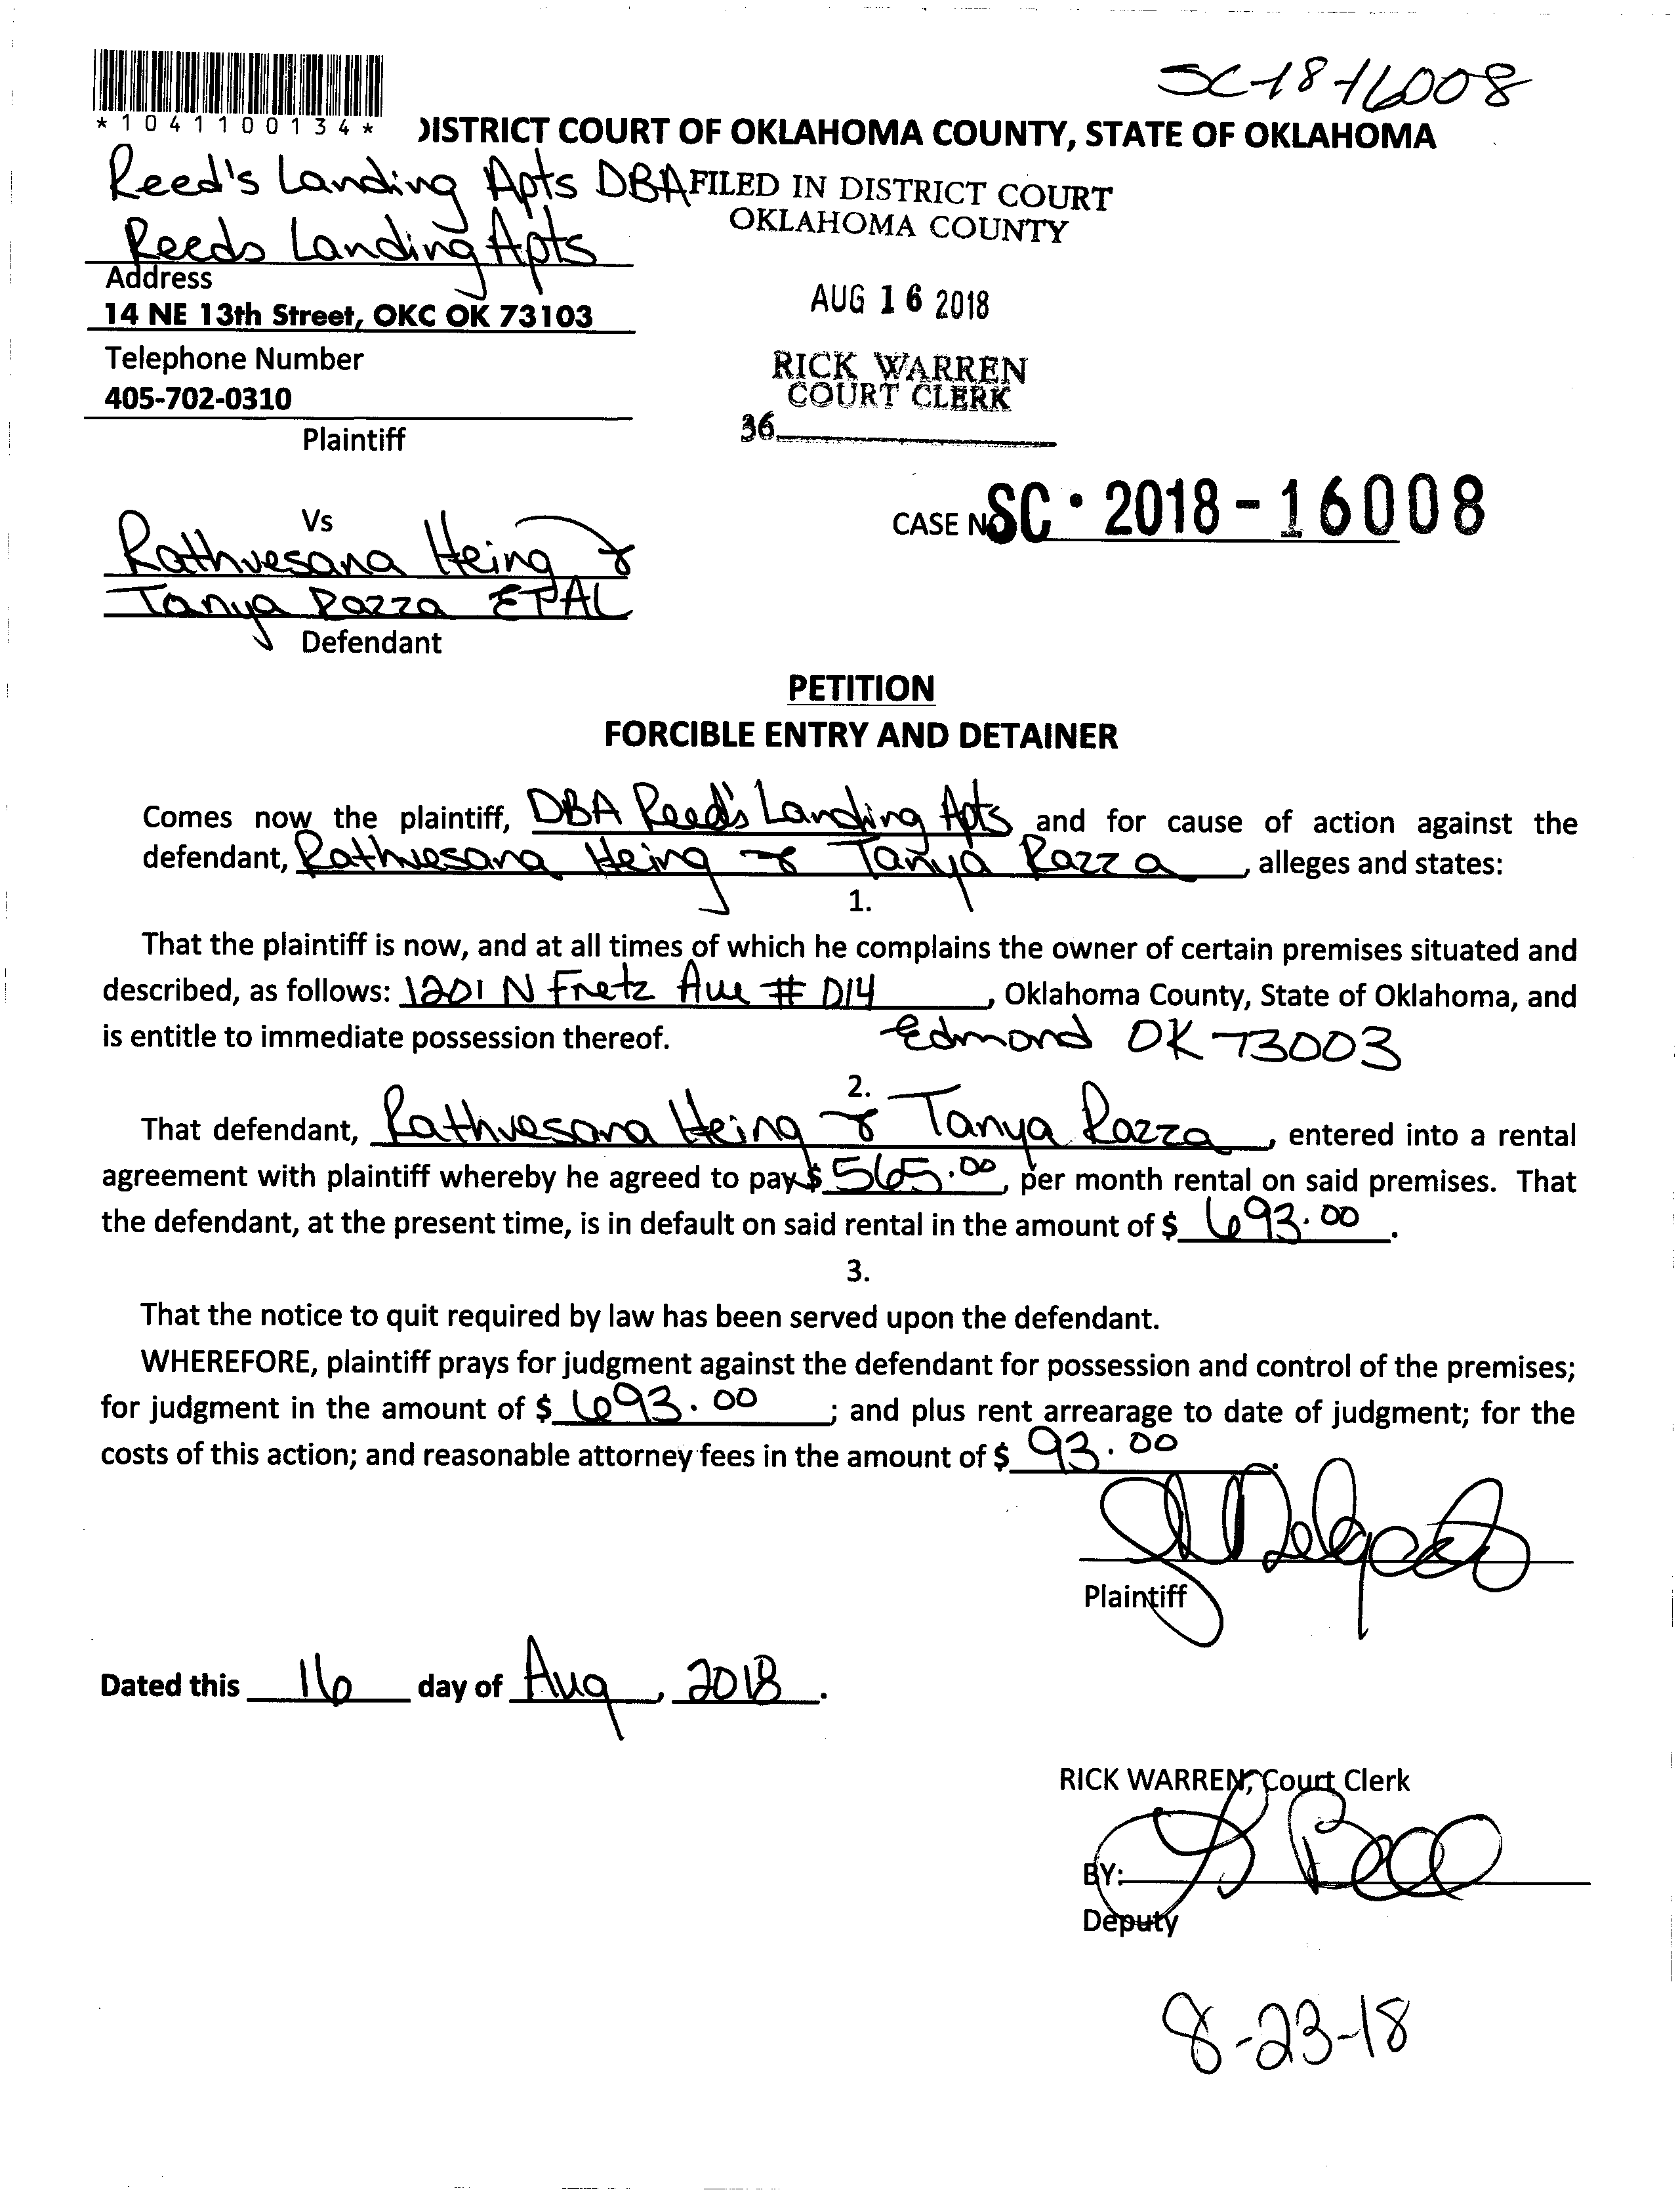 SC-18-16008
*1041100134*
DISTRICT COURT OF OKLAHOMA COUNTY, STATE OF OKLAHOMA
Reed's Landing Apts DBA
Reeds Landing Apts
Address
14 NE 13th Street, OKC OK 73103
Telephone Number
405-702-0310
Plaintiff
FILED IN DISTRICT COURT
OKLAHOMA COUNTY
AUG 16 2018
RICK WARREN
COURT CLERK
36
CASE NO SC • 2018-16008
Vs
Rathvesana Heing &
Tanya Razza ETAL
Defendant
PETITION
FORCIBLE ENTRY AND DETAINER
Comes now the plaintiff, DBA Reed's Landing Apts and for cause of action against the
defendant, Rathvesana Heing & Tanya Razza, alleges and states:
1.
That the plaintiff is now, and at all times of which he complains the owner of certain premises situated and
described, as follows: 1201 N Fretz Ave # D14, Oklahoma County, State of Oklahoma, and
is entitle to immediate possession thereof. Edmond OK 73003
2.
That defendant, Rathvesana Heing & Tanya Razza, entered into a rental
agreement with plaintiff whereby he agreed to pay $ 565.00, per month rental on said premises. That
the defendant, at the present time, is in default on said rental in the amount of $ 693.00.
3.
That the notice to quit required by law has been served upon the defendant.
WHEREFORE, plaintiff prays for judgment against the defendant for possession and control of the premises;
for judgment in the amount of $ 693.00; and plus rent arrearage to date of judgment; for the
costs of this action; and reasonable attorney fees in the amount of $ 93.00
Plaintiff
Dated this 16 day of Aug, 2018.
RICK WARREN, Court Clerk
BY:
Deputy
8-23-18